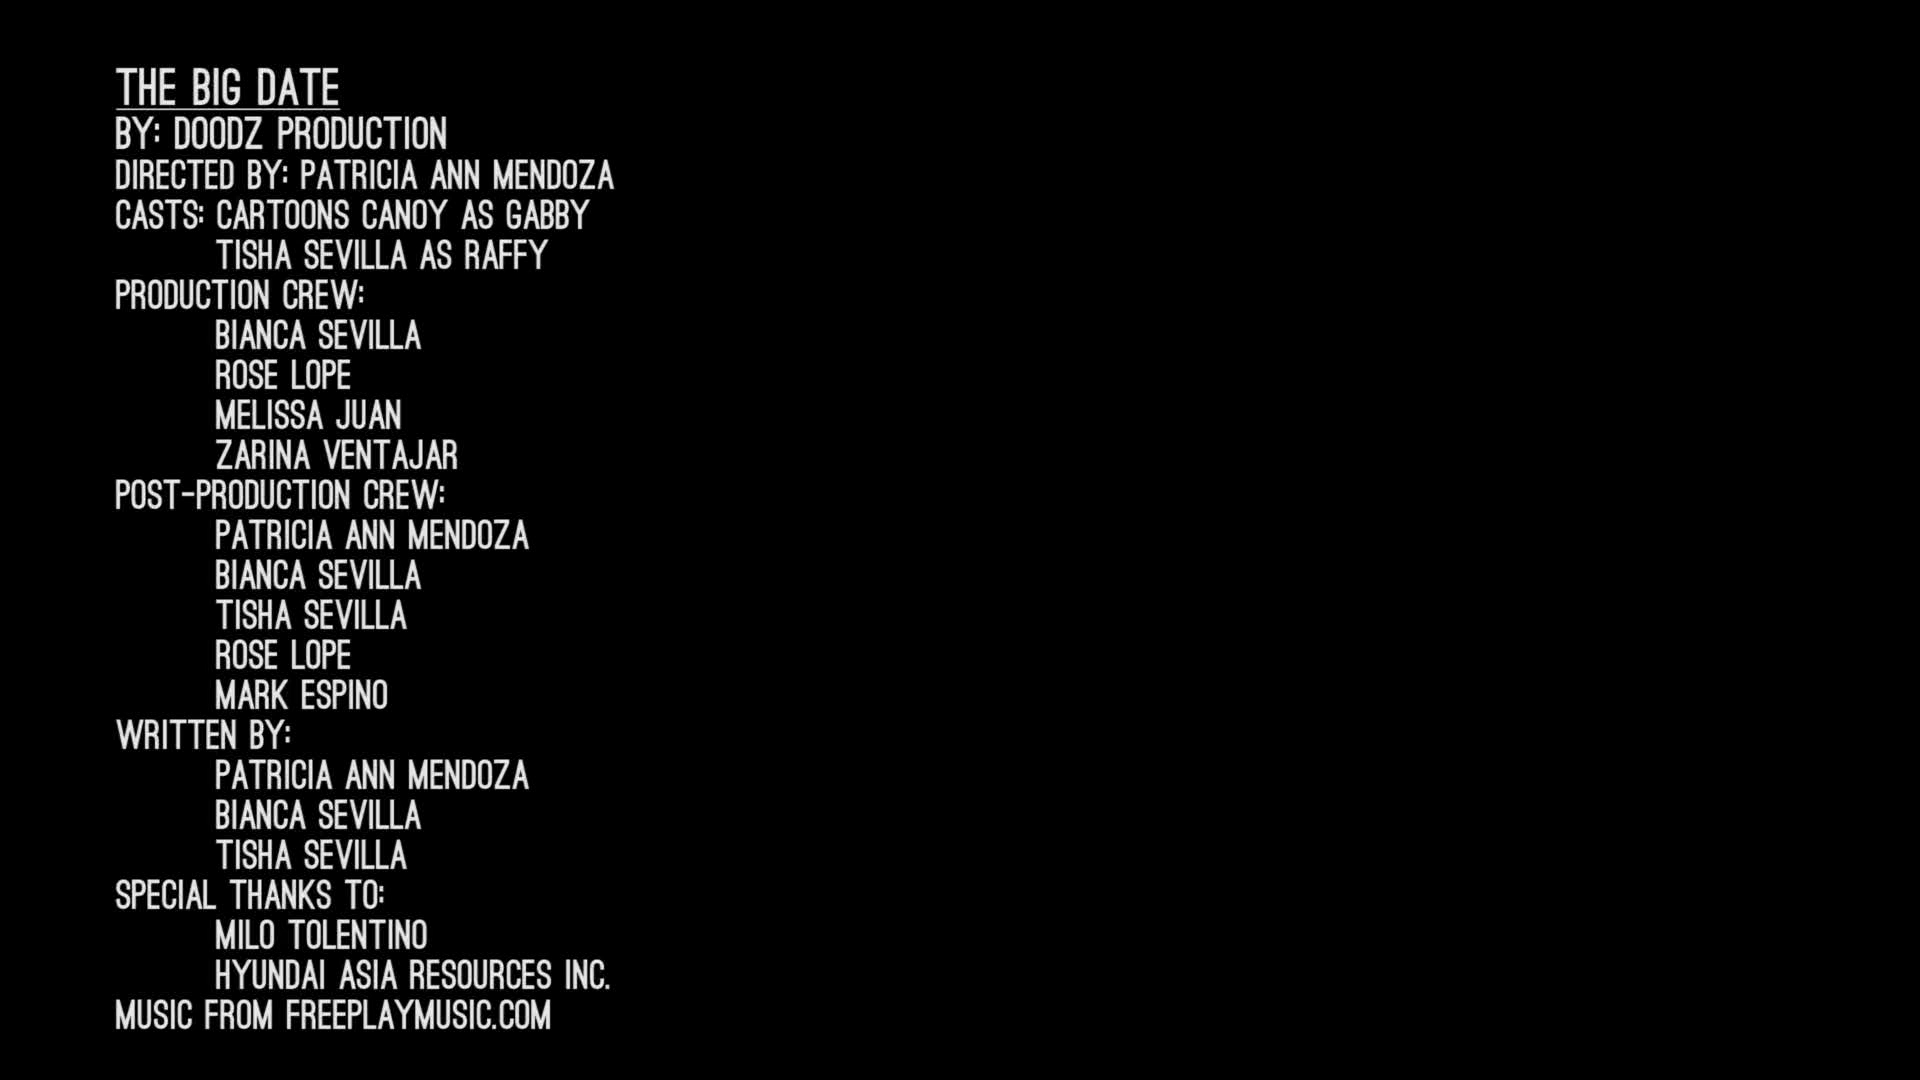 THE BIG DATE
BY: DOODZ PRODUCTION
DIRECTED BY: PATRICIA ANN MENDOZA
CASTS: CARTOONS CANOY AS GABBY
TISHA SEVILLA AS RAFFY
PRODUCTION CREW:
BIANCA SEVILLA
ROSE LOPE
MELISSA JUAN
ZARINA VENTAJAR
POST-PRODUCTION CREW:
PATRICIA ANN MENDOZA
BIANCA SEVILLA
TISHA SEVILLA
ROSE LOPE
MARK ESPINO
WRITTEN BY:
PATRICIA ANN MENDOZA
BIANCA SEVILLA
TISHA SEVILLA
SPECIAL THANKS TO:
MILO TOLENTINO
HYUNDAI ASIA RESOURCES INC.
MUSIC FROM FREEPLAYMUSIC.COM